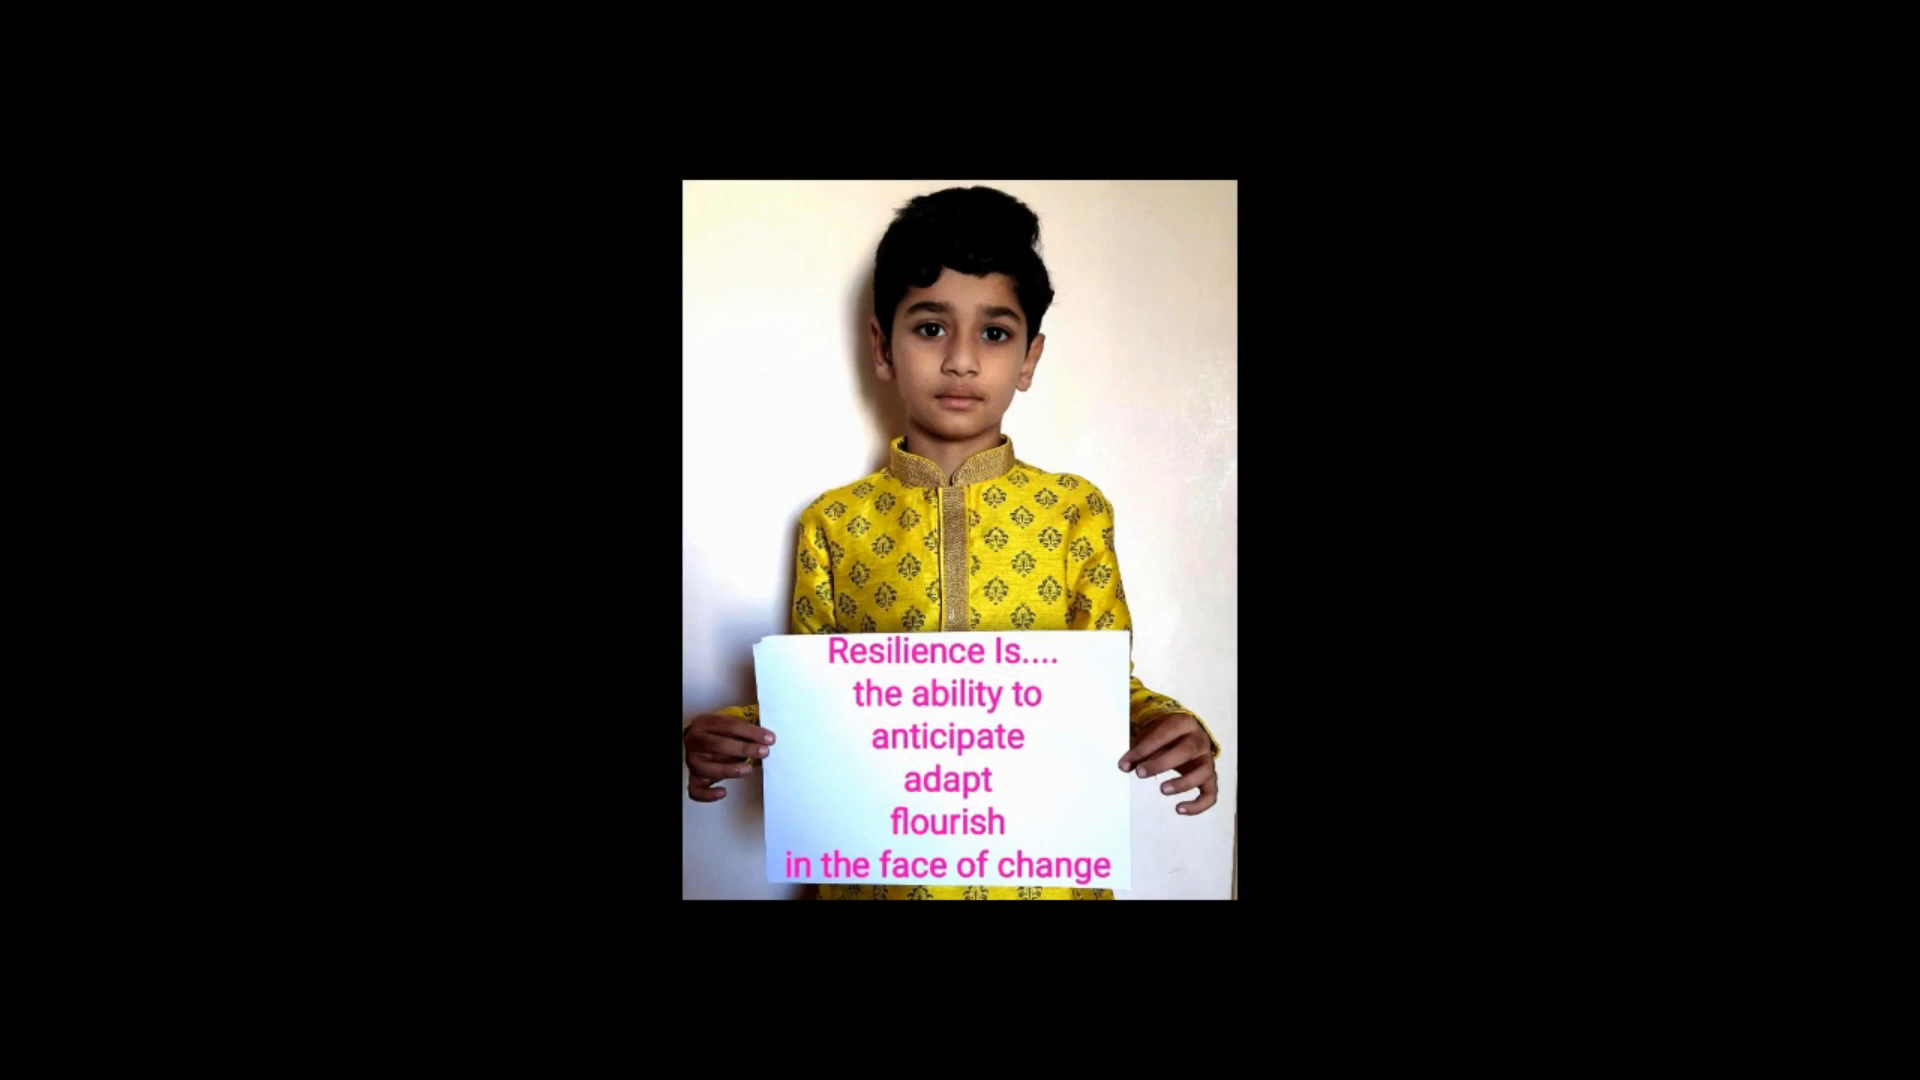 Resilience Is....
the ability to
anticipate
adapt
flourish
in the face of change